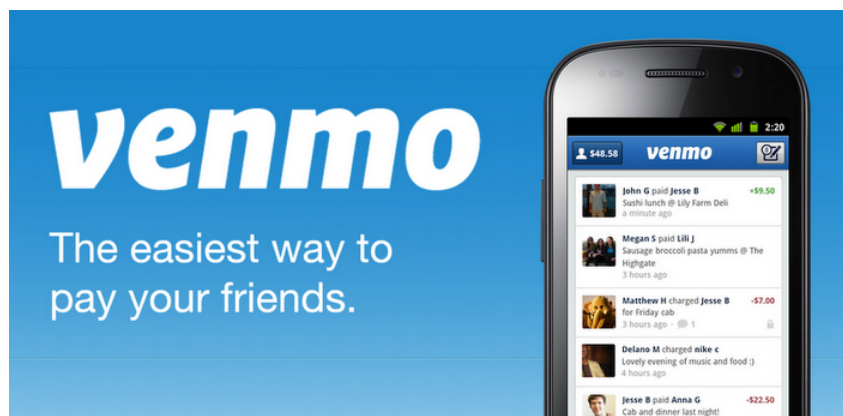 venmo
The easiest way to
pay your friends.
2:20
$48.58
venmo
John G paid Jesse B +$9.50
Sushi lunch @ Lily Farm Deli
a minute ago
Megan S paid Lili J
Sausage broccoli pasta yumms @ The
Highgate
3 hours ago
Matthew H charged Jesse B -$7.00
for Friday cab
3 hours ago · 1
Delano M charged nike c
Lovely evening of music and food :)
4 hours ago
Jesse B paid Anna G -$22.50
Cab and dinner last night!